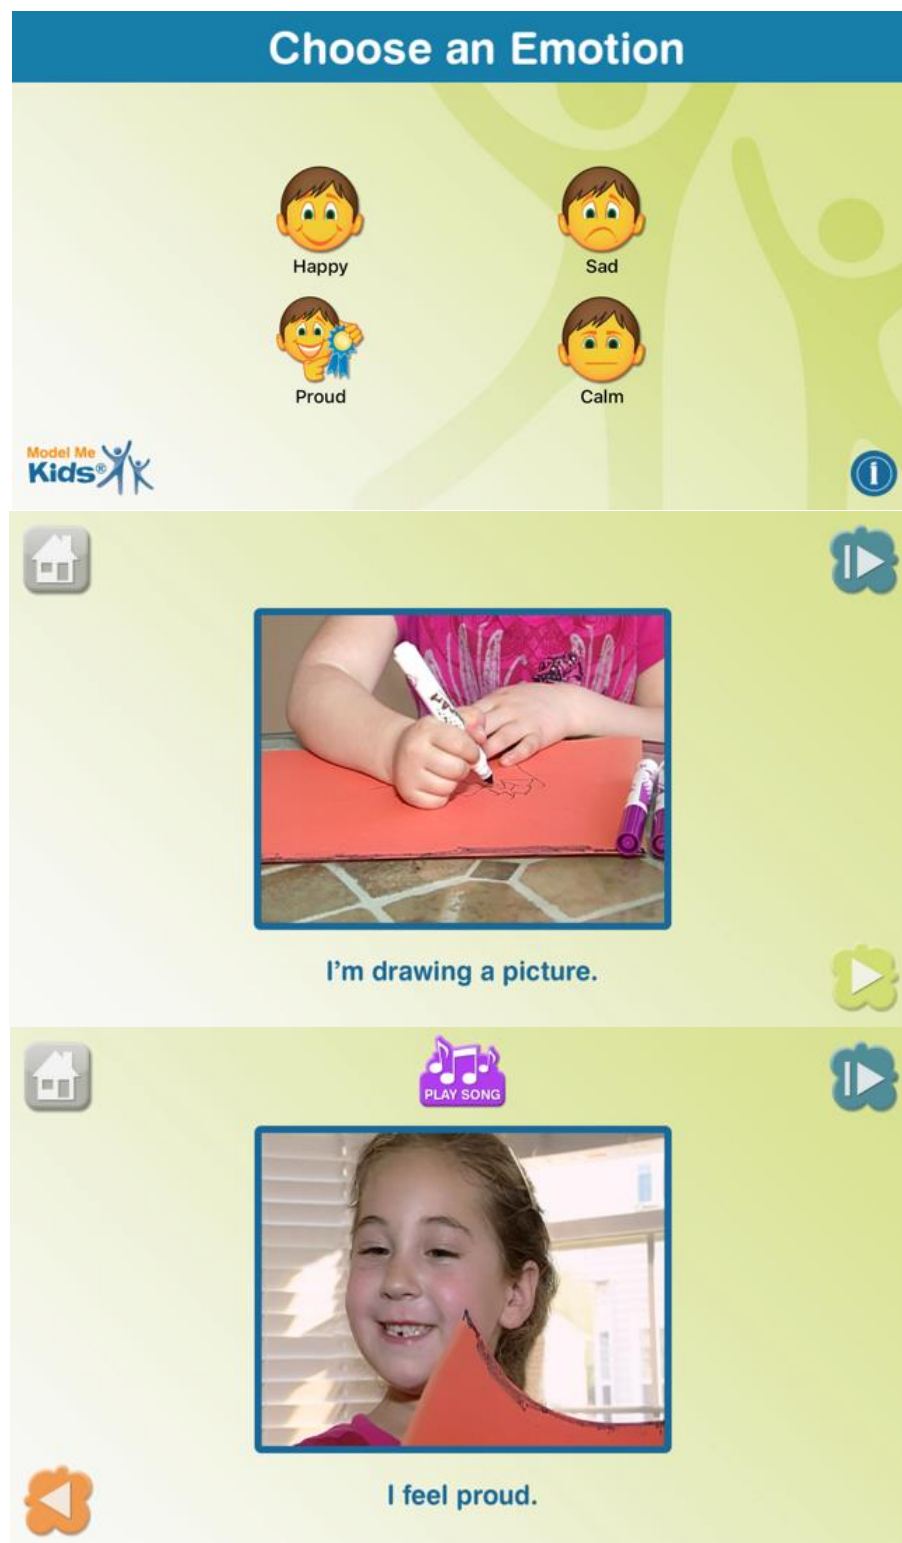 Choose an Emotion
Happy
Sad
Proud
Calm
Model Me
Kids®
i
I'm drawing a picture.
PLAY SONG
I feel proud.